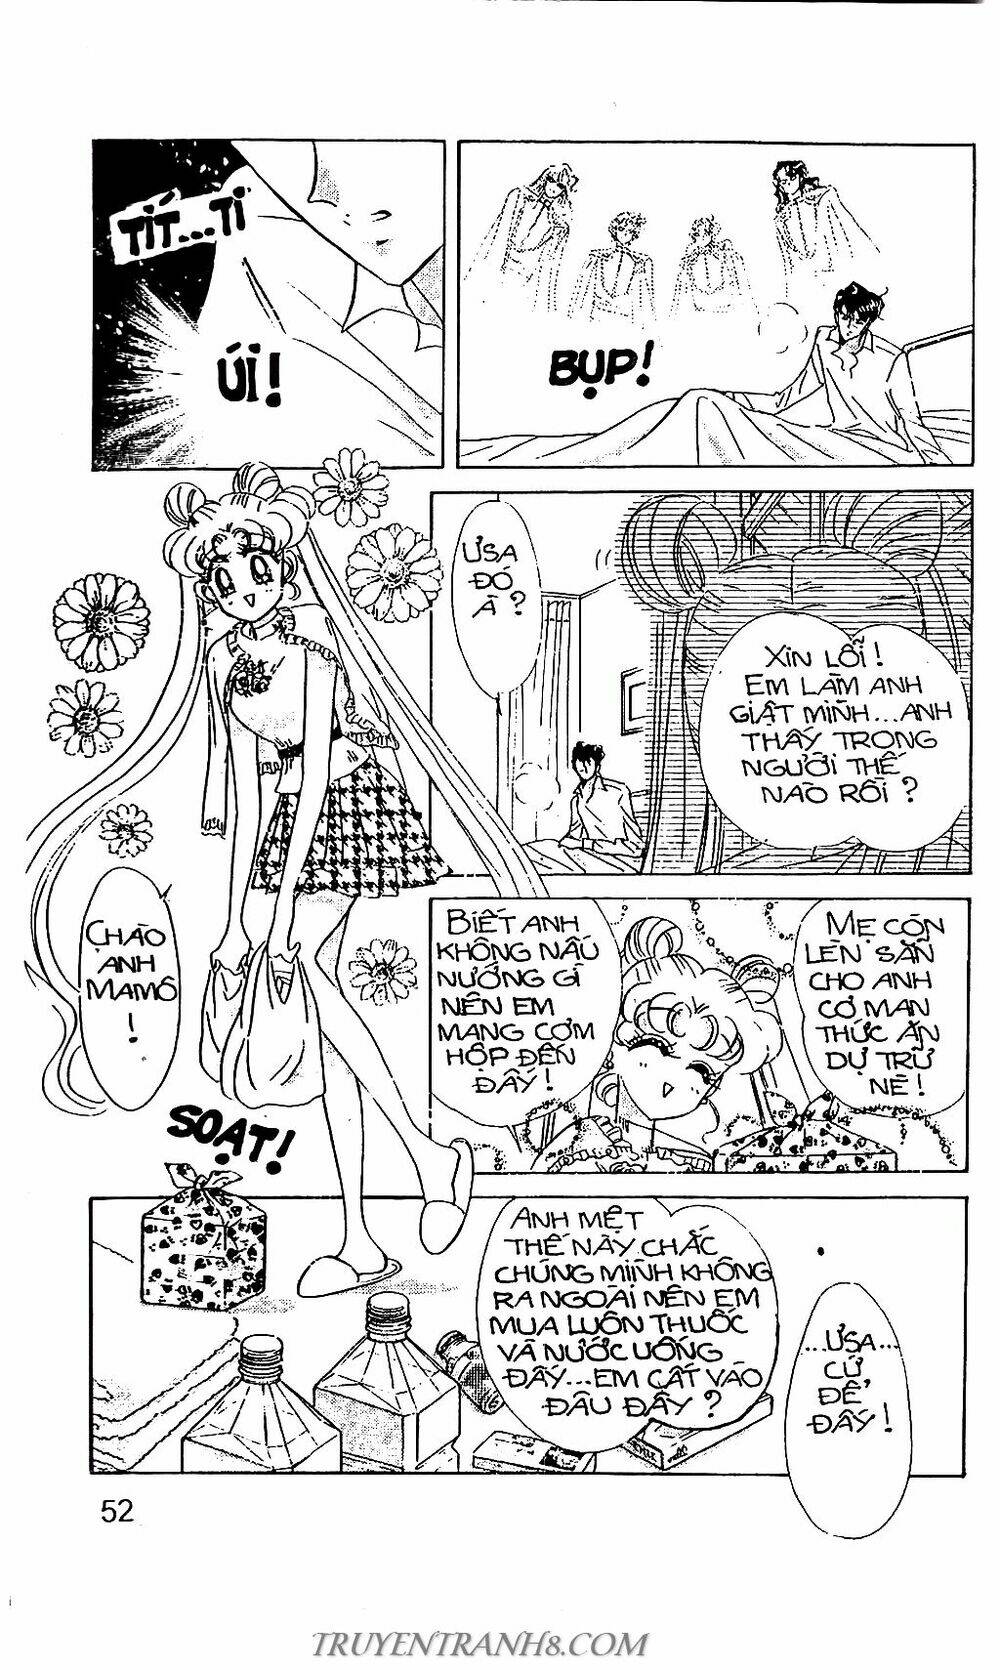 TÍT...TI
ÚI!
BỤP!
ƯSA
ĐÓ
À?
XIN LỖI!
EM LÀM ANH
GIẬT MÌNH...ANH
THẤY TRONG
NGƯỜI THẾ
NÀO RỒI?
CHÀO
ANH
MAMÔ
!
BIẾT ANH
KHÔNG NẤU
NƯỚNG GÌ
NÊN EM
MANG CƠM
HỘP ĐẾN
ĐÂY!
MẸ CÒN
LÈN SẴN
CHO ANH
CƠ MAN
THỨC ĂN
DỰ TRỮ
NÈ!
SOẠT!
ANH MỆT
THẾ NÀY CHẮC
CHÚNG MÌNH KHÔNG
RA NGOÀI NÊN EM
MUA LUÔN THUỐC
VÀ NƯỚC UỐNG
ĐẤY...EM CẤT VÀO
ĐÂU ĐÂY?
...ƯSA...
CỨ
ĐỂ
ĐẤY!
52
TRUYENTRANH8.COM